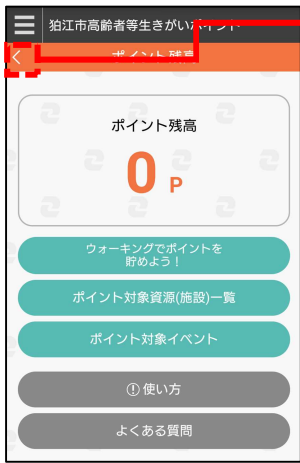 狛江市高齢者等生きがいポイント
ポイント残高
ポイント残高
0 P
ウォーキングでポイントを
貯めよう！
ポイント対象資源(施設)一覧
ポイント対象イベント
! 使い方
よくある質問